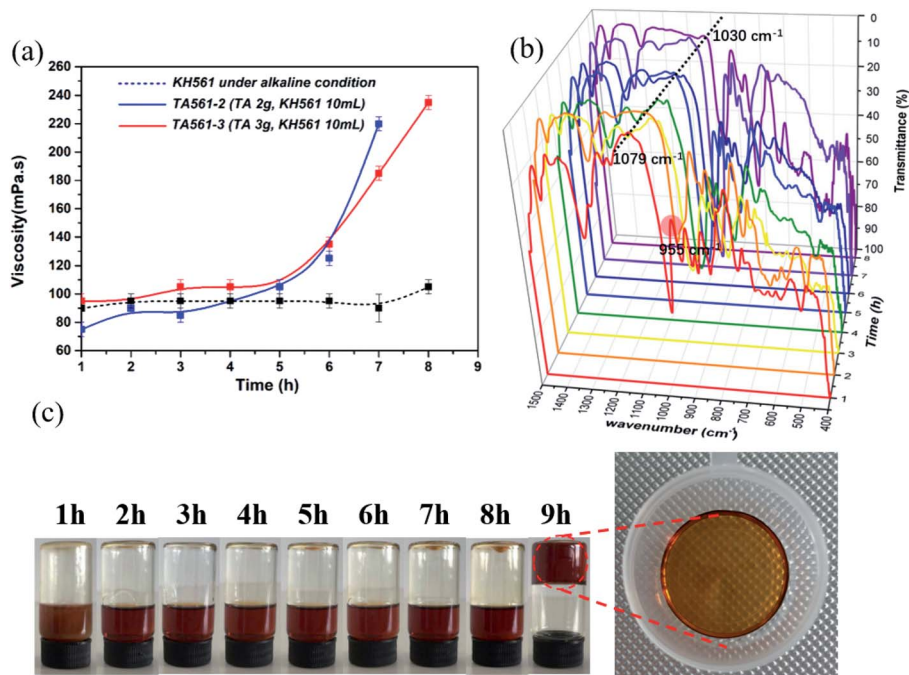 (a)
260
240
220
200
180
160
140
120
100
80
60
Viscosity(mPa.s)
KH561 under alkaline condition
TA561-2 (TA 2g, KH561 10mL)
TA561-3 (TA 3g, KH561 10mL)
1 2 3 4 5 6 7 8 9
Time (h)
(b)
1030 cm⁻¹
1079 cm⁻¹
955 cm⁻¹
0
10
20
30
40
50
60
70
80
90
100
Transmittance (%)
8
7
6
5
4
3
2
1
Time (h)
1500 1400 1300 1200 1100 1000 900 800 700 600 500 400
wavenumber (cm⁻¹)
(c)
1h 2h 3h 4h 5h 6h 7h 8h 9h